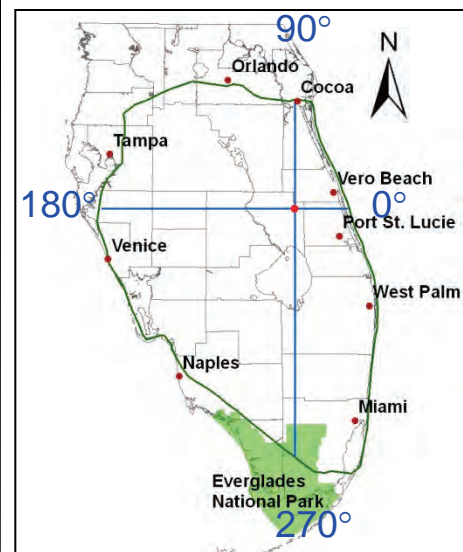 90°
N
Orlando
Cocoa
Tampa
Vero Beach
180°
0°
Port St. Lucie
Venice
West Palm
Naples
Miami
Everglades
National Park
270°